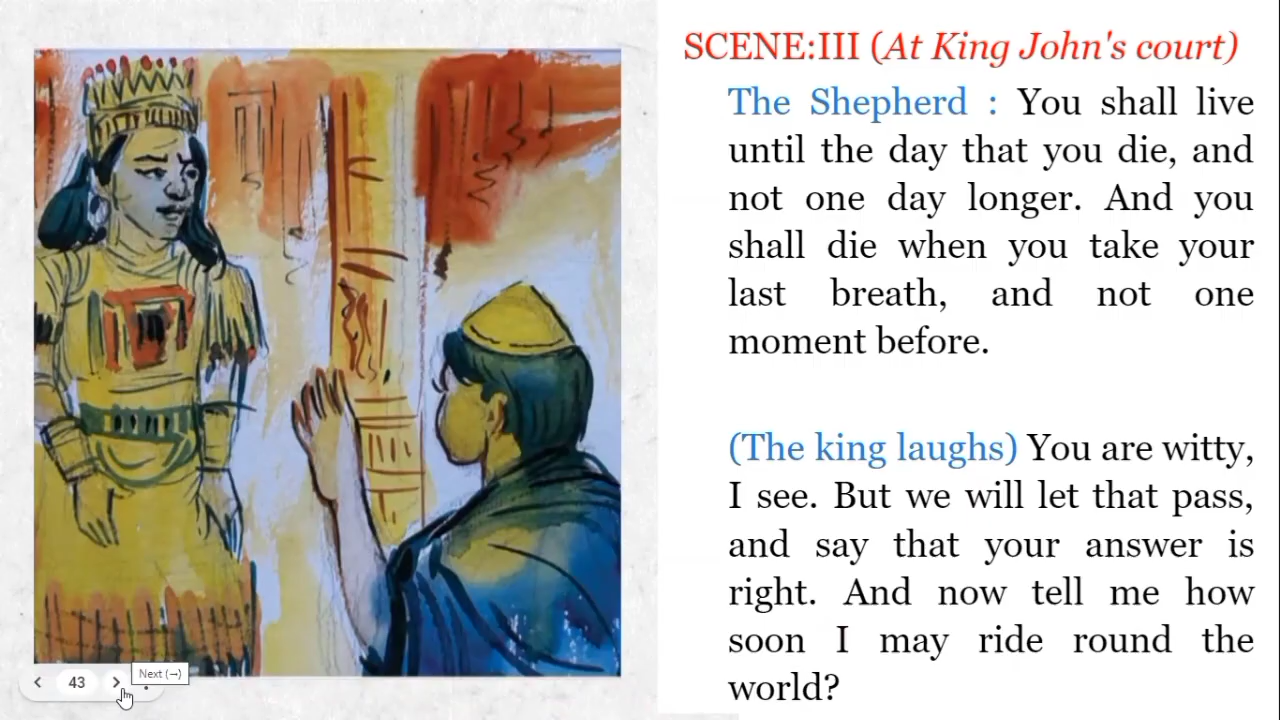 SCENE:III (At King John's court)
The Shepherd : You shall live
until the day that you die, and
not one day longer. And you
shall die when you take your
last breath, and not one
moment before.
(The king laughs) You are witty,
I see. But we will let that pass,
and say that your answer is
right. And now tell me how
soon I may ride round the
world?
43
Next (→)